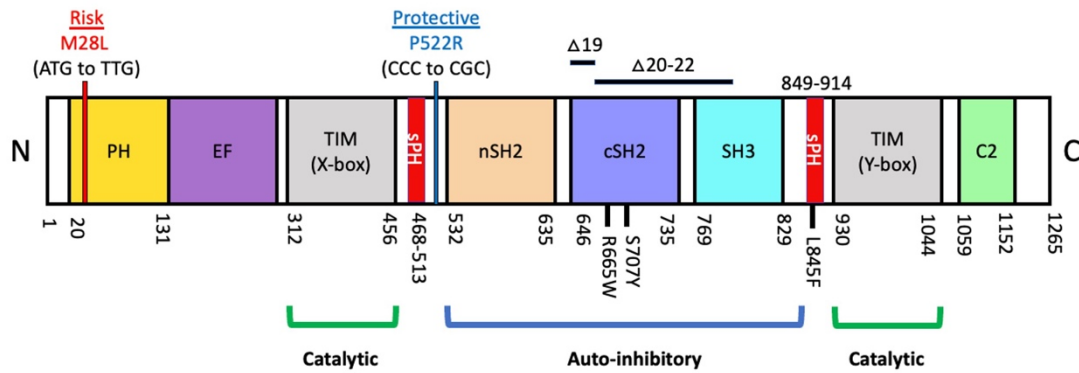 Risk
M28L
(ATG to TTG)
Protective
P522R
(CCC to CGC)
△19
△20-22
849-914
N
PH
EF
TIM
(X-box)
sPH
nSH2
cSH2
SH3
sPH
TIM
(Y-box)
C2
C
1
20
131
312
456
468-513
532
635
646
R665W
S707Y
735
769
829
L845F
930
1044
1059
1152
1265
Catalytic
Auto-inhibitory
Catalytic